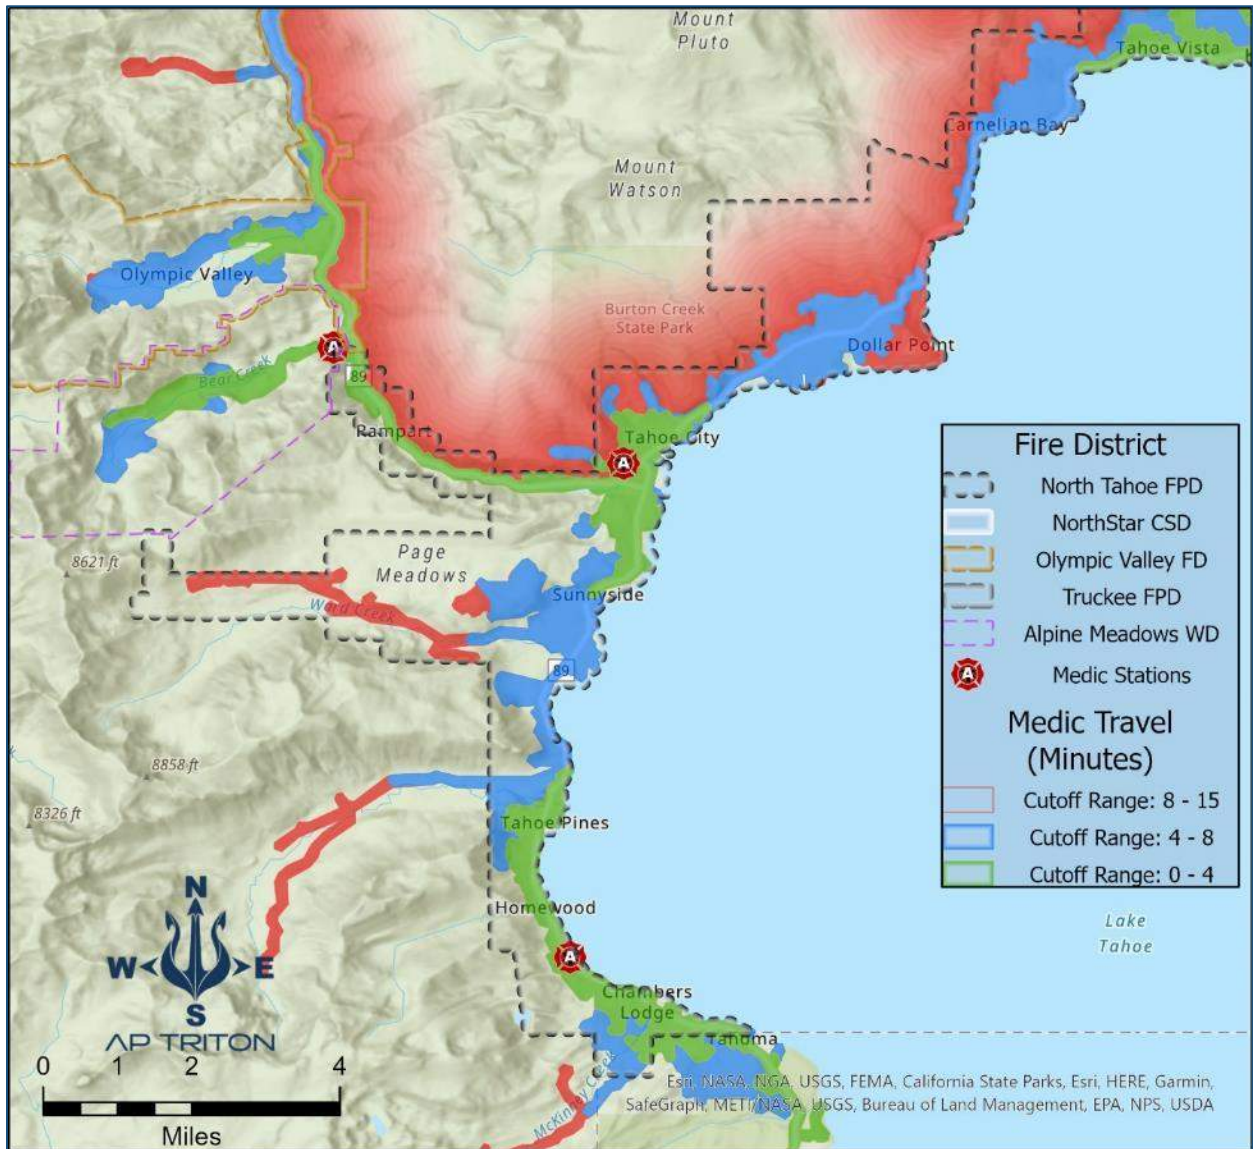 Mount
Pluto
Tahoe Vista
Carnelian Bay
Mount
Watson
Olympic Valley
Burton Creek
State Park
Dollar Point
A
Bear Creek
89
Rampart
Tahoe City
A
Fire District
North Tahoe FPD
NorthStar CSD
Olympic Valley FD
Truckee FPD
Alpine Meadows WD
A
Medic Stations
Medic Travel
(Minutes)
Cutoff Range: 8 - 15
Cutoff Range: 4 - 8
Cutoff Range: 0 - 4
8621 ft
Page
Meadows
Sunnyside
Ward Creek
89
8858 ft
8326 ft
Tahoe Pines
Homewood
Lake
Tahoe
A
N
W
E
S
AP TRITON
Chambers
Lodge
Tahoma
McKinney Creek
0 1 2 4
Miles
Esri, NASA, NGA, USGS, FEMA, California State Parks, Esri, HERE, Garmin,
SafeGraph, METI/NASA, USGS, Bureau of Land Management, EPA, NPS, USDA